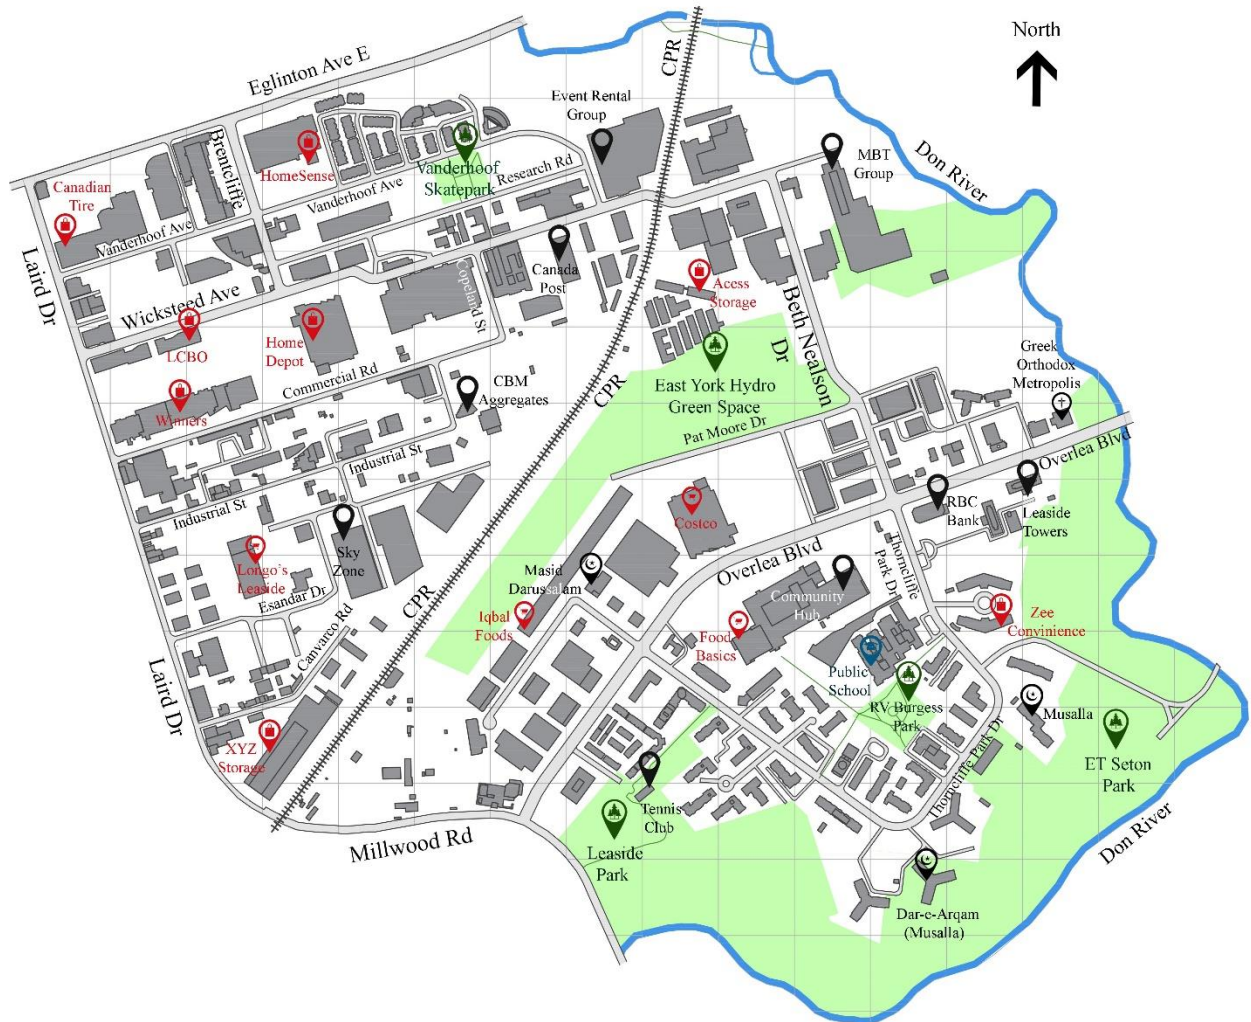 North
CPR
Eglinton Ave E
Event Rental
Group
Brentcliffe
HomeSense
Vanderhoof
Skatepark
Research Rd
MBT
Group
Don River
Canadian
Tire
Vanderhoof Ave
Vanderhoof Ave
Laird Dr
Wicksteed Ave
Copeland St
Canada
Post
Acess
Storage
Beth Nealson
Dr
LCBO
Home
Depot
Commercial Rd
CBM
Aggregates
CPR
East York Hydro
Green Space
Greek
Orthodox
Metropolis
Winners
Pat Moore Dr
Overlea Blvd
Industrial St
Industrial St
Costco
RBC
Bank
Leaside
Towers
Sky
Zone
Longo's
Leaside
Esandar Dr
CPR
Masid
Darussalam
Overlea Blvd
Thorncliffe
Park Dr
Community
Hub
Iqbal
Foods
Food
Basics
Zee
Convinience
Canvarco Rd
Laird Dr
Public
School
RV Burgess
Park
Musalla
XYZ
Storage
Thorncliffe Park Dr
ET Seton
Park
Tennis
Club
Millwood Rd
Leaside
Park
Don River
Dar-e-Arqam
(Musalla)